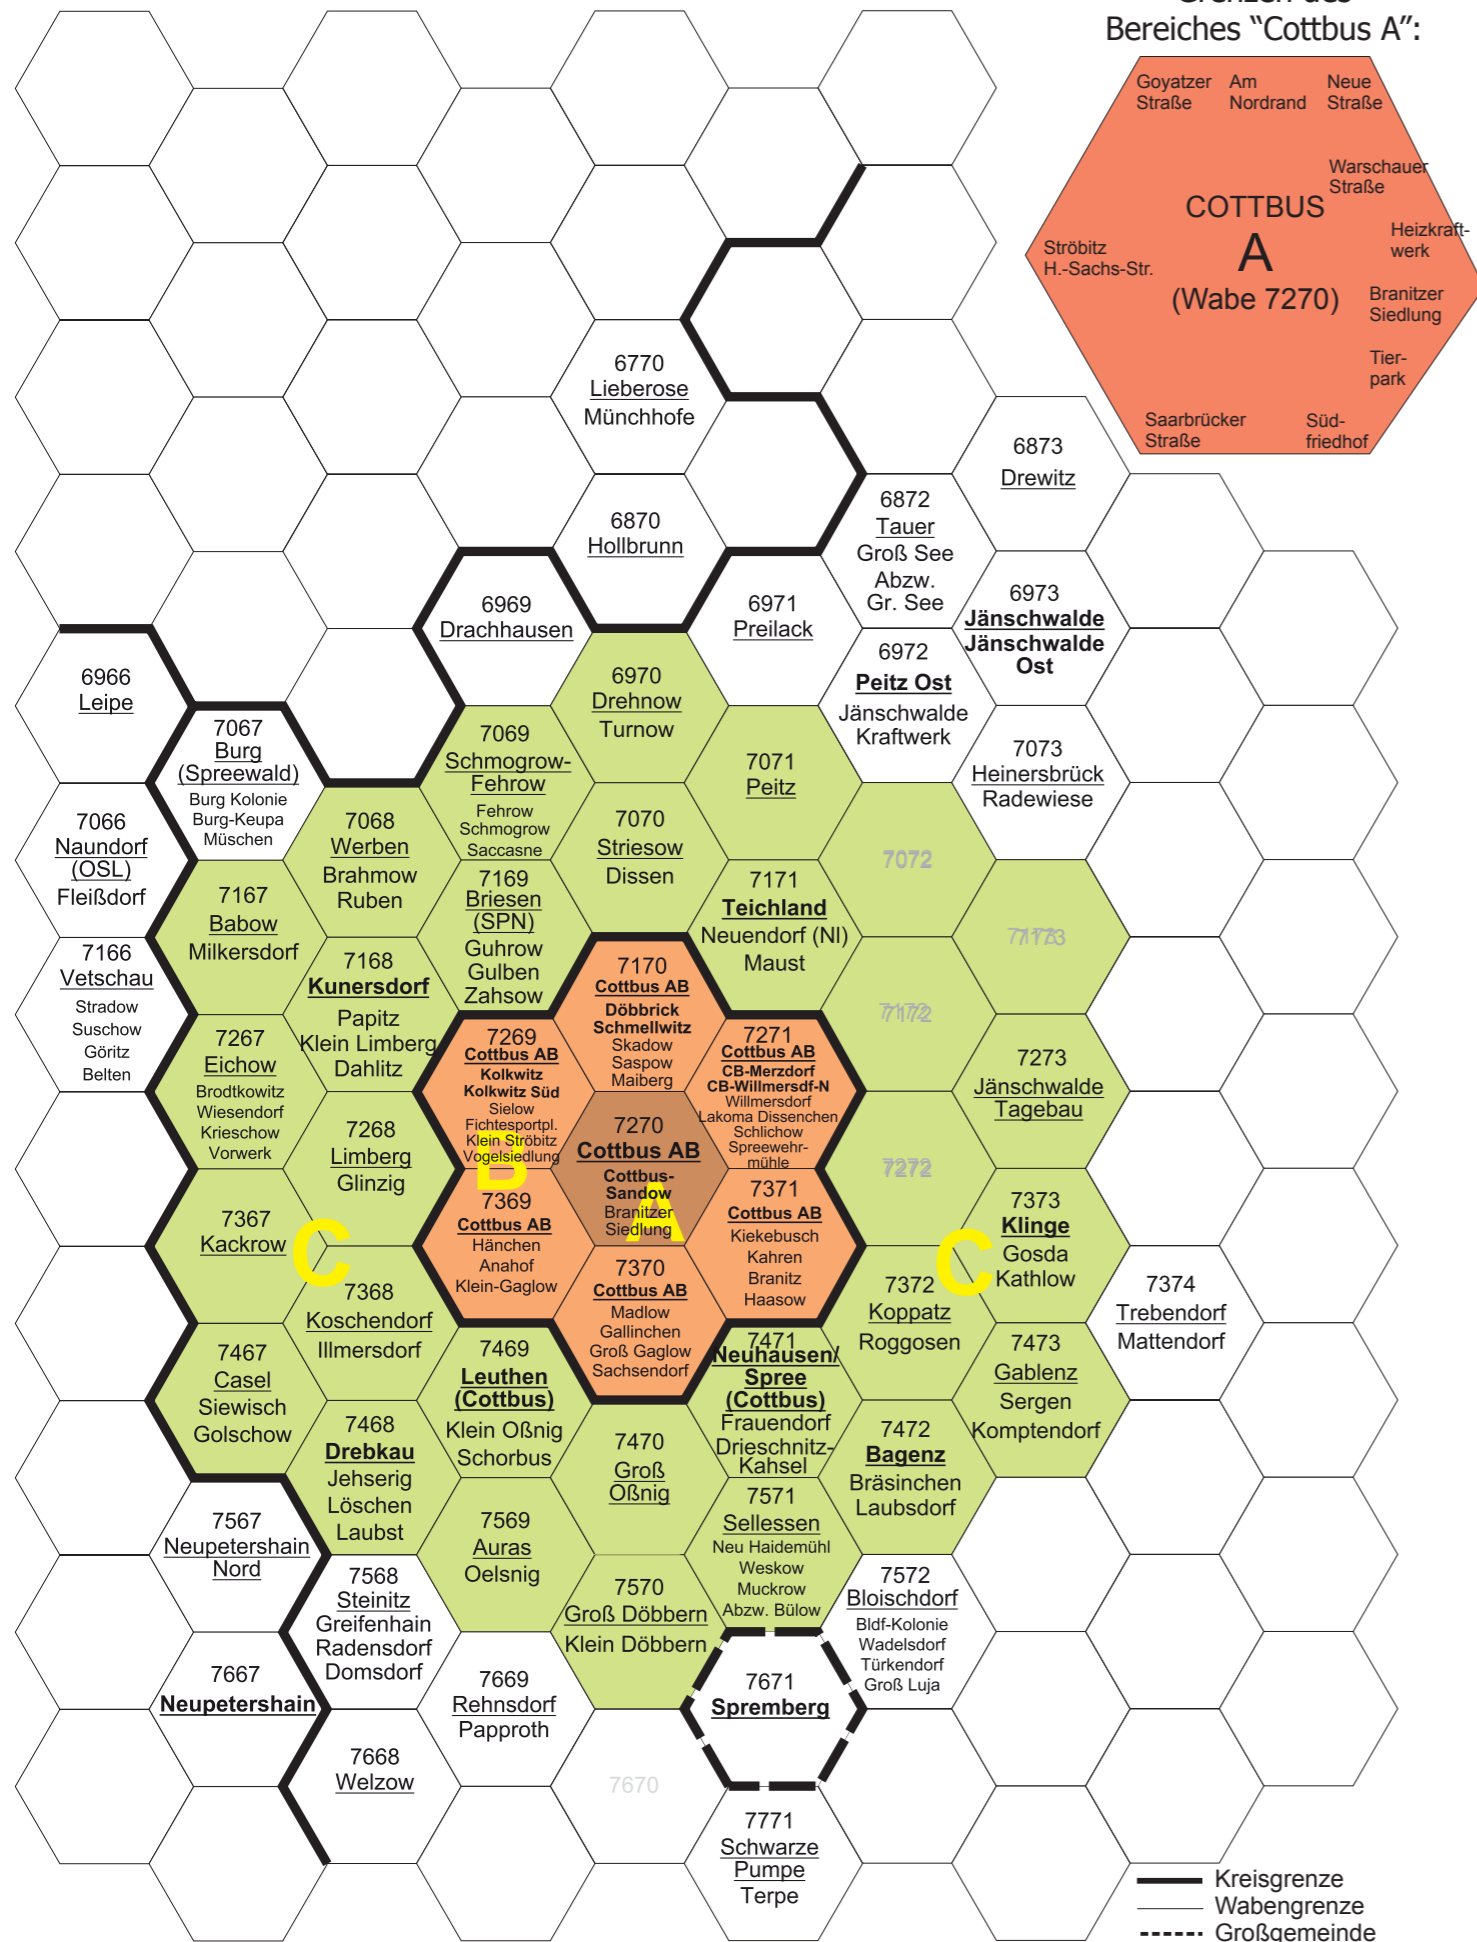 Grenzen des
Bereiches “Cottbus A”:
Goyatzer
Straße
Am
Nordrand
Neue
Straße
Warschauer
Straße
COTTBUS
A
(Wabe 7270)
Heizkraft-
werk
Ströbitz
H.-Sachs-Str.
Branitzer
Siedlung
Tier-
park
Saarbrücker
Straße
Süd-
friedhof
6770
Lieberose
Münchhofe
6873
Drewitz
6872
Tauer
Groß See
Abzw.
Gr. See
6870
Hollbrunn
6969
Drachhausen
6971
Preilack
6973
Jänschwalde
Jänschwalde
Ost
6972
Peitz Ost
Jänschwalde
Kraftwerk
6966
Leipe
6970
Drehnow
Turnow
7067
Burg
(Spreewald)
Burg Kolonie
Burg-Keupa
Müschen
7069
Schmogrow-
Fehrow
Fehrow
Schmogrow
Saccasne
7071
Peitz
7073
Heinersbrück
Radewiese
7066
Naundorf
(OSL)
Fleißdorf
7068
Werben
Brahmow
Ruben
7070
Striesow
Dissen
7072
7167
Babow
Milkersdorf
7169
Briesen
(SPN)
Guhrow
Gulben
Zahsow
7171
Teichland
Neuendorf (NI)
Maust
7173
7166
Vetschau
Stradow
Suschow
Göritz
Belten
7168
Kunersdorf
Papitz
Klein Limberg
Dahlitz
7170
Cottbus AB
Döbbrick
Schmellwitz
Skadow
Saspow
Maiberg
7172
7267
Eichow
Brodtkowitz
Wiesendorf
Krieschow
Vorwerk
7269
Cottbus AB
Kolkwitz
Kolkwitz Süd
Sielow
Fichtesportpl.
Klein Ströbitz
Vogelsiedlung
7271
Cottbus AB
CB-Merzdorf
CB-Willmersdf-N
Willmersdorf
Lakoma Dissenchen
Schlichow
Spreewehr-
mühle
7273
Jänschwalde
Tagebau
7268
Limberg
Glinzig
B
7270
Cottbus AB
Cottbus-
Sandow
Branitzer
Siedlung
A
7272
7367
Kackrow
C
7369
Cottbus AB
Hänchen
Anahof
Klein-Gaglow
7371
Cottbus AB
Kiekebusch
Kahren
Branitz
Haasow
C
7373
Klinge
Gosda
Kathlow
7368
Koschendorf
Illmersdorf
7370
Cottbus AB
Madlow
Gallinchen
Groß Gaglow
Sachsendorf
7372
Koppatz
Roggosen
7374
Trebendorf
Mattendorf
7467
Casel
Siewisch
Golschow
7469
Leuthen
(Cottbus)
Klein Oßnig
Schorbus
7471
Neuhausen/
Spree
(Cottbus)
Frauendorf
Drieschnitz-
Kahsel
7473
Gablenz
Sergen
Komptendorf
7468
Drebkau
Jehserig
Löschen
Laubst
7470
Groß
Oßnig
7472
Bagenz
Bräsinchen
Laubsdorf
7567
Neupetershain
Nord
7569
Auras
Oelsnig
7571
Sellessen
Neu Haidemühl
Weskow
Muckrow
Abzw. Bülow
7568
Steinitz
Greifenhain
Radensdorf
Domsdorf
7570
Groß Döbbern
Klein Döbbern
7572
Bloischdorf
Bldf-Kolonie
Wadelsdorf
Türkendorf
Groß Luja
7667
Neupetershain
7669
Rehnsdorf
Papproth
7671
Spremberg
7668
Welzow
7670
7771
Schwarze
Pumpe
Terpe
Kreisgrenze
Wabengrenze
Großgemeinde